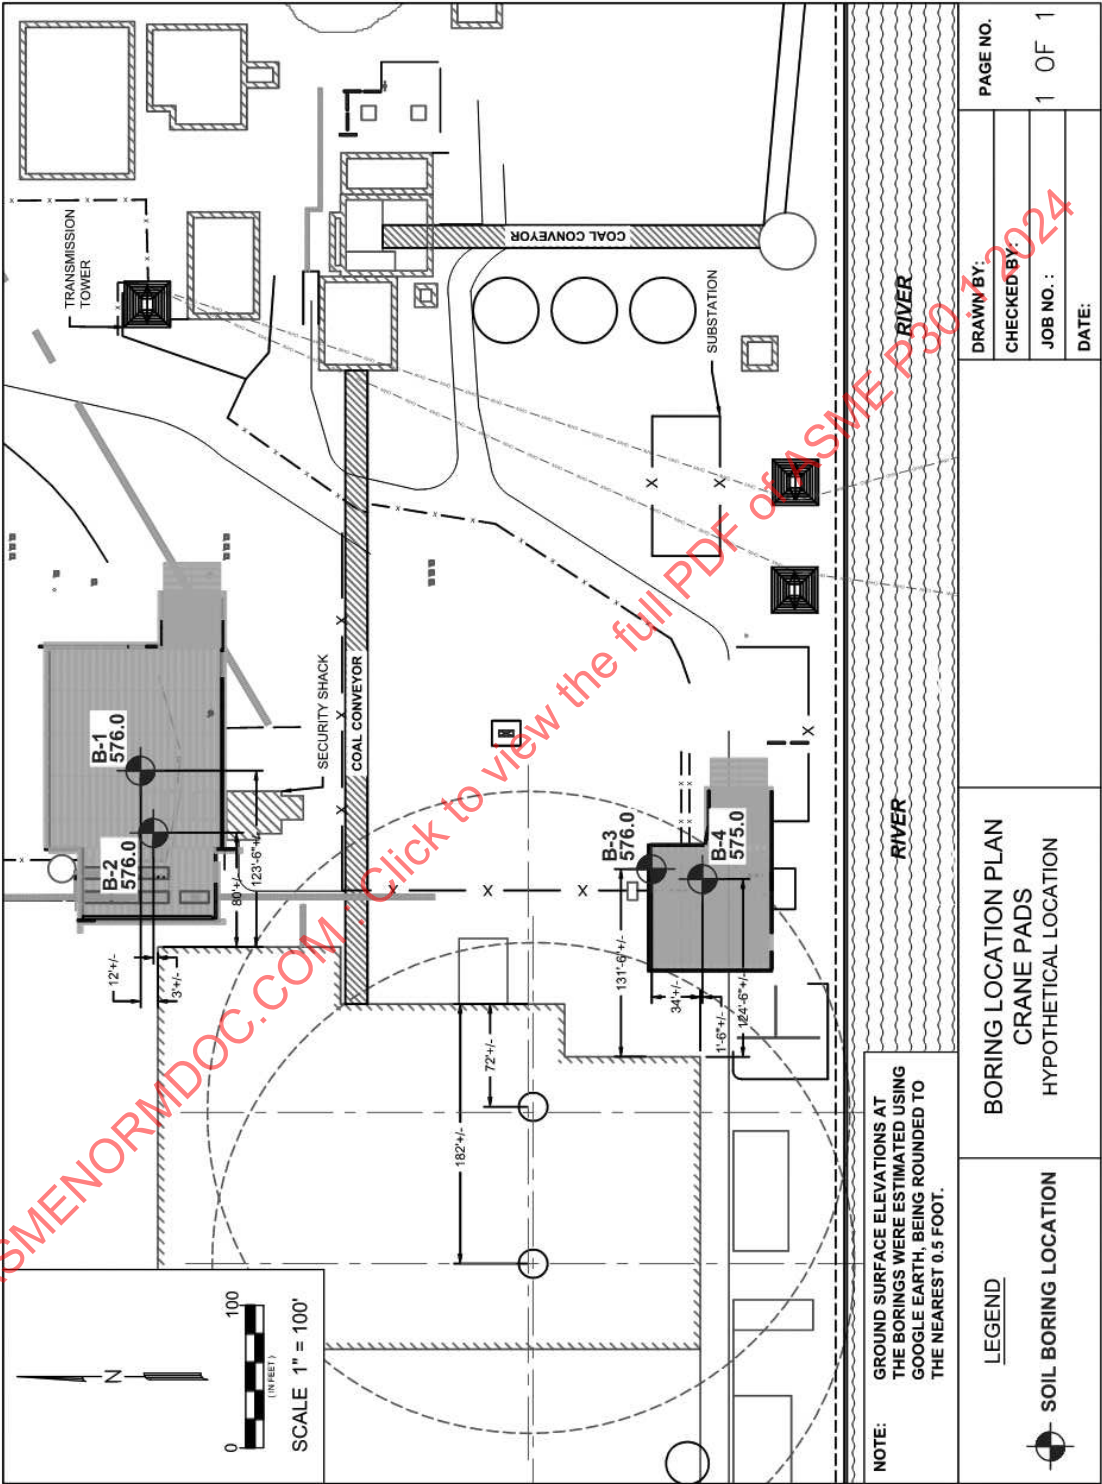 TRANSMISSION
TOWER
COAL CONVEYOR
SUBSTATION
B-1
576.0
B-2
576.0
SECURITY SHACK
COAL CONVEYOR
B-3
576.0
B-4
575.0
12'+/-
3'+/-
80'+/-
123'-6"+/-
131'-6"+/-
34'+/-
1'-6"+/-
124'-6"+/-
72'+/-
182'+/-
RIVER
RIVER
N
0
100
( IN FEET )
SCALE 1" = 100'
NOTE:
GROUND SURFACE ELEVATIONS AT
THE BORINGS WERE ESTIMATED USING
GOOGLE EARTH, BEING ROUNDED TO
THE NEAREST 0.5 FOOT.
LEGEND
SOIL BORING LOCATION
BORING LOCATION PLAN
CRANE PADS
HYPOTHETICAL LOCATION
DRAWN BY:
CHECKED BY:
JOB NO. :
DATE:
PAGE NO.
1 OF 1
ASMENORMDOC.COM : Click to view the full PDF of ASME P30.1 2024